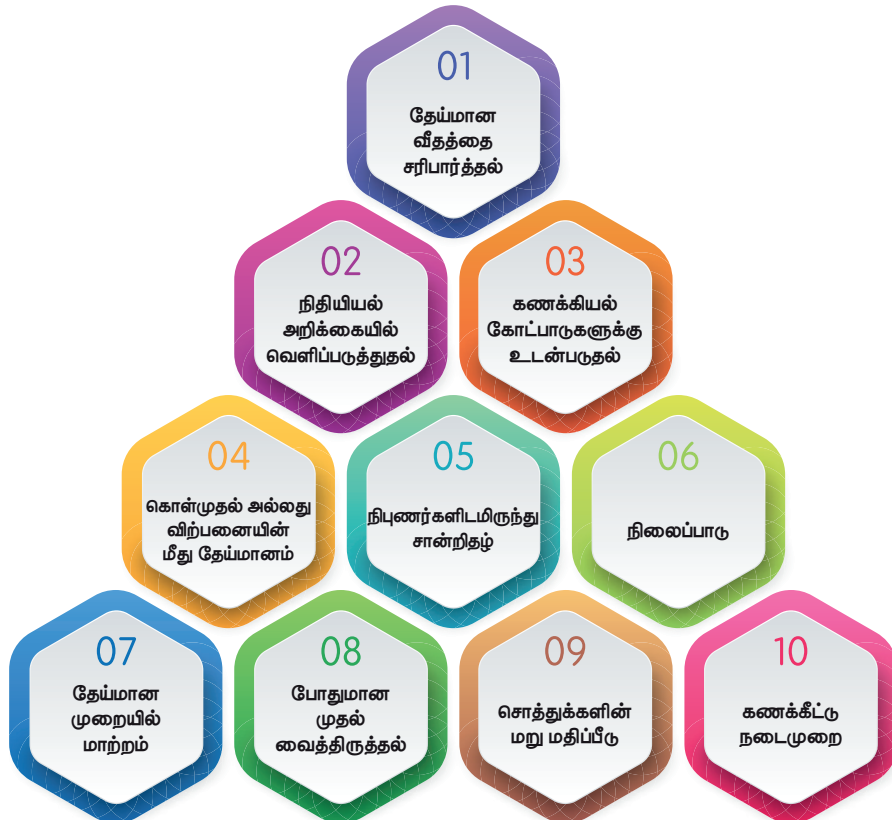 01
தேய்மான
வீதத்தை
சரிபார்த்தல்
02
நிதியியல்
அறிக்கையில்
வெளிப்படுத்துதல்
03
கணக்கியல்
கோட்பாடுகளுக்கு
உடன்படுதல்
04
கொள்முதல் அல்லது
விற்பனையின்
மீது தேய்மானம்
05
நிபுணர்களிடமிருந்து
சான்றிதழ்
06
நிலைப்பாடு
07
தேய்மான
முறையில்
மாற்றம்
08
போதுமான
முதல்
வைத்திருத்தல்
09
சொத்துக்களின்
மறு மதிப்பீடு
10
கணக்கீட்டு
நடைமுறை